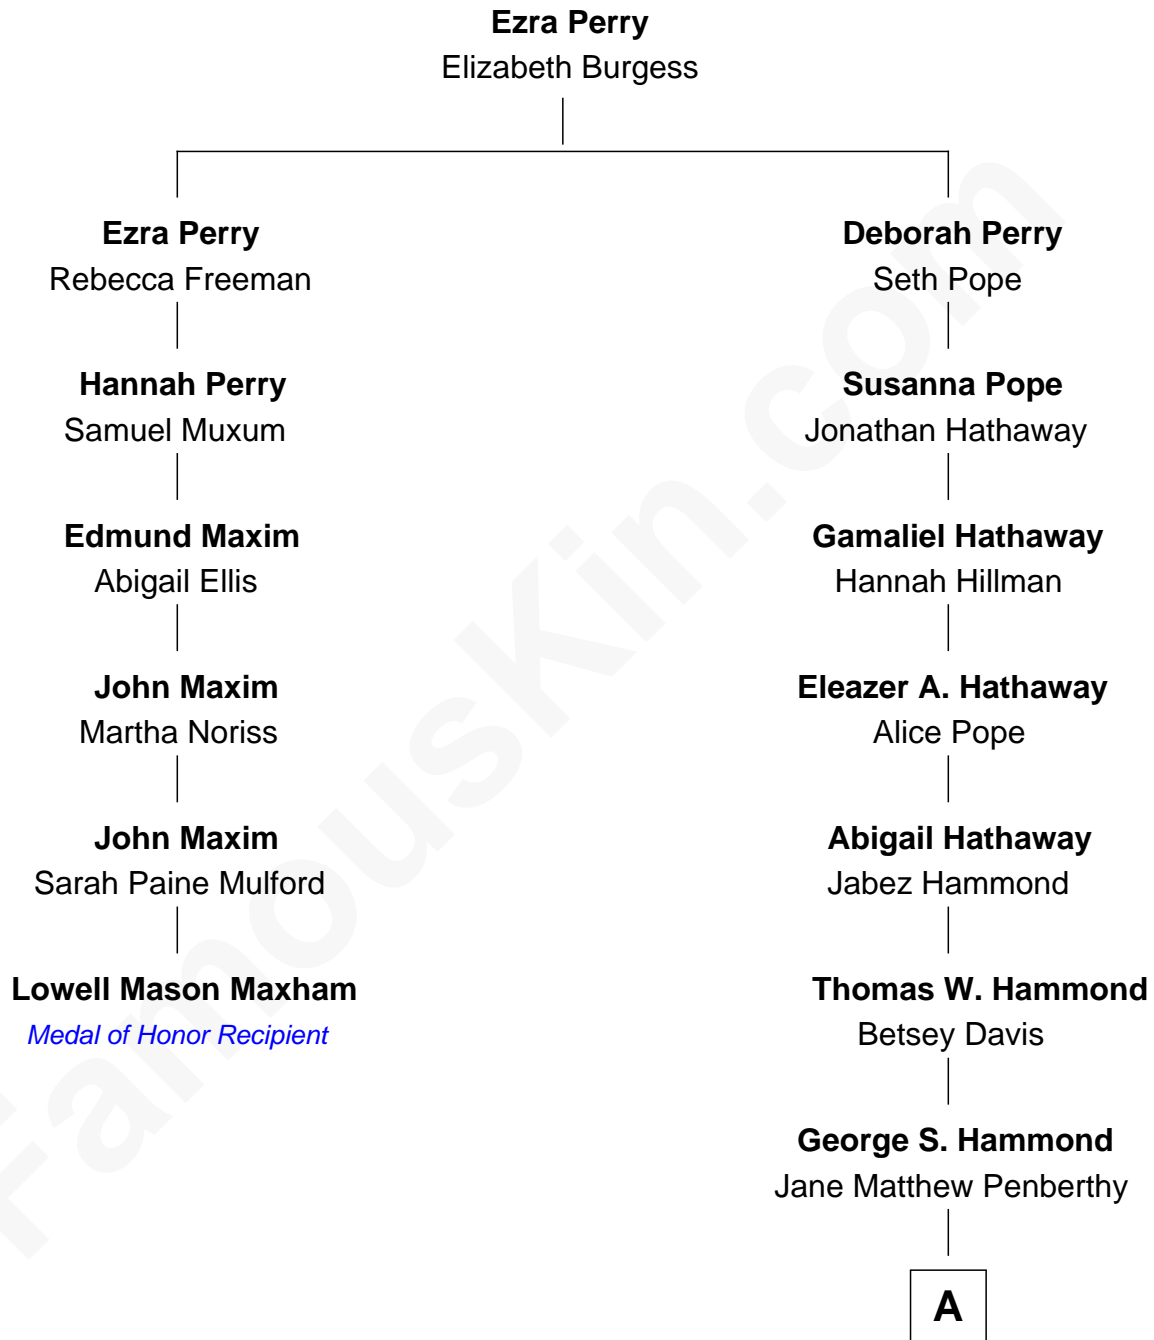 Ezra Perry
Elizabeth Burgess
Ezra Perry
Rebecca Freeman
Deborah Perry
Seth Pope
Hannah Perry
Samuel Muxum
Susanna Pope
Jonathan Hathaway
Edmund Maxim
Abigail Ellis
Gamaliel Hathaway
Hannah Hillman
John Maxim
Martha Noriss
Eleazer A. Hathaway
Alice Pope
John Maxim
Sarah Paine Mulford
Abigail Hathaway
Jabez Hammond
Lowell Mason Maxham
Medal of Honor Recipient
Thomas W. Hammond
Betsey Davis
George S. Hammond
Jane Matthew Penberthy
A
FamousKin.com